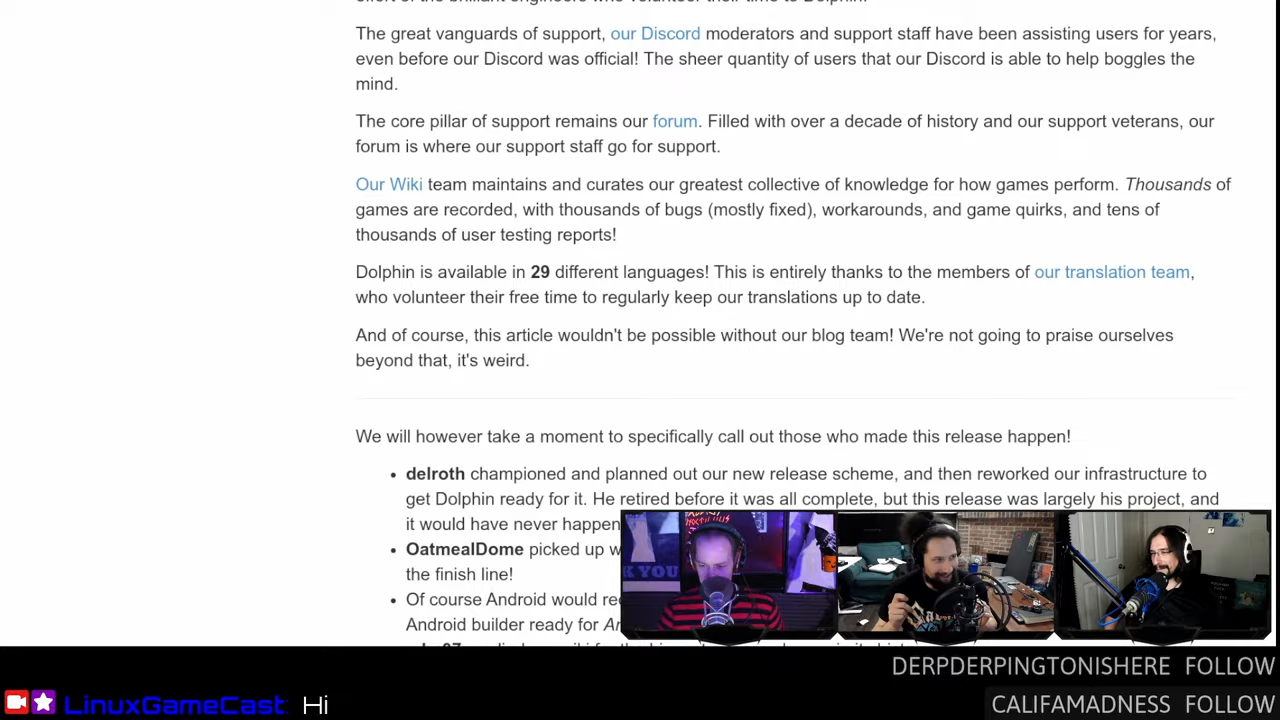 The great vanguards of support, our Discord moderators and support staff have been assisting users for years,
even before our Discord was official! The sheer quantity of users that our Discord is able to help boggles the
mind.
The core pillar of support remains our forum. Filled with over a decade of history and our support veterans, our
forum is where our support staff go for support.
Our Wiki team maintains and curates our greatest collective of knowledge for how games perform. Thousands of
games are recorded, with thousands of bugs (mostly fixed), workarounds, and game quirks, and tens of
thousands of user testing reports!
Dolphin is available in 29 different languages! This is entirely thanks to the members of our translation team,
who volunteer their free time to regularly keep our translations up to date.
And of course, this article wouldn't be possible without our blog team! We're not going to praise ourselves
beyond that, it's weird.
We will however take a moment to specifically call out those who made this release happen!
• delroth championed and planned out our new release scheme, and then reworked our infrastructure to
get Dolphin ready for it. He retired before it was all complete, but this release was largely his project, and
it would have never happen
• OatmealDome picked up w
the finish line!
• Of course Android would re
Android builder ready for
K YOU
DERPDERPINGTONISHERE FOLLOW
LinuxGameCast: Hi
CALIFAMADNESS FOLLOW